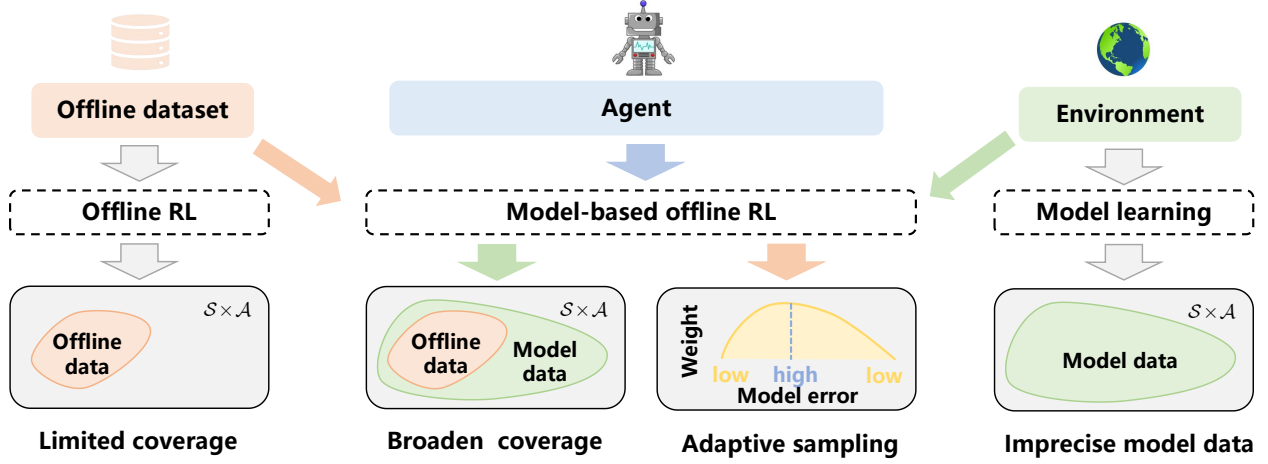 Offline dataset
Agent
Environment
Offline RL
Model-based offline RL
Model learning
S × A
Offline
data
S × A
Offline
data
Model
data
Weight
low
high
low
Model error
S × A
Model data
Limited coverage
Broaden coverage
Adaptive sampling
Imprecise model data